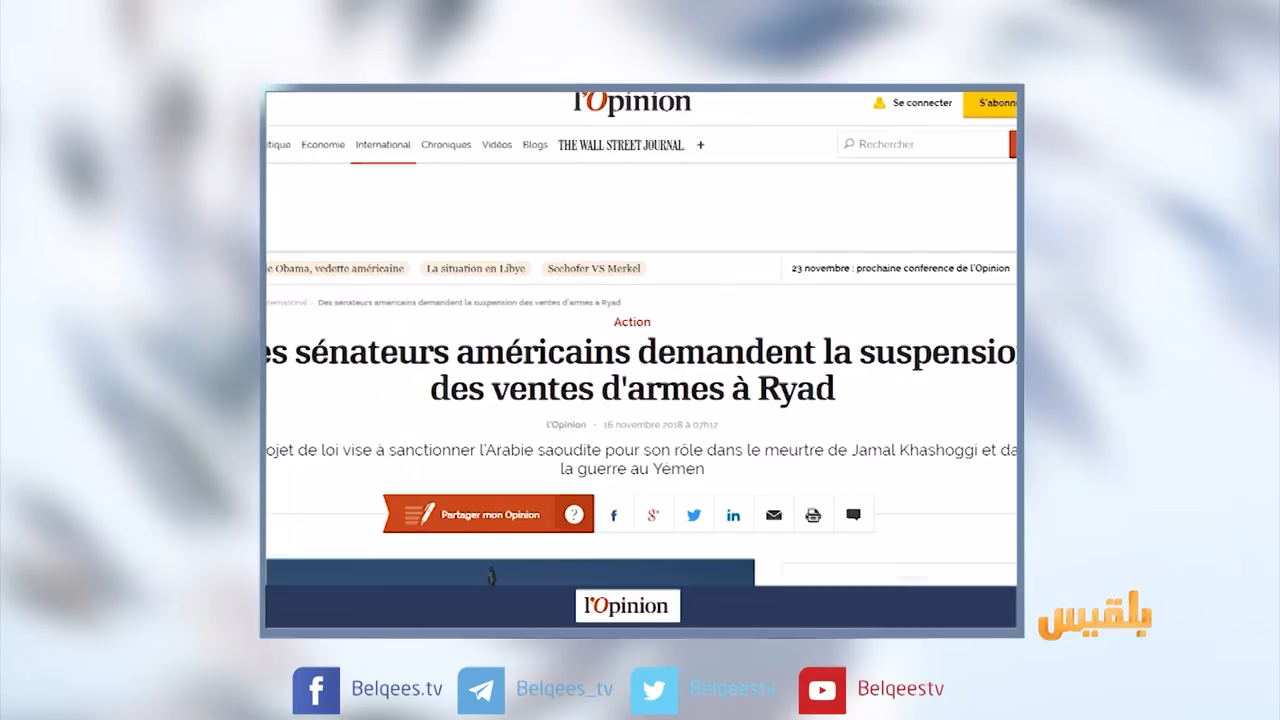 l'Opinion
Se connecter
S'abonn
itique Economie International Chroniques Vidéos Blogs THE WALL STREET JOURNAL. +
Rechercher
e Obama, vedette américaine La situation en Libye Seehofer VS Merkel
23 novembre : prochaine conférence de l'Opinion
ternational Des sénateurs américains demandent la suspension des ventes d'armes à Ryad
Action
es sénateurs américains demandent la suspensio
des ventes d'armes à Ryad
l'Opinion - 16 novembre 2018 à 07h12
ojet de loi vise à sanctionner l'Arabie saoudite pour son rôle dans le meurtre de Jamal Khashoggi et da
la guerre au Yémen
Partager mon Opinion ?
l'Opinion
بلقيس
Belqees.tv Belqees_tv Belqeestv Belqeestv